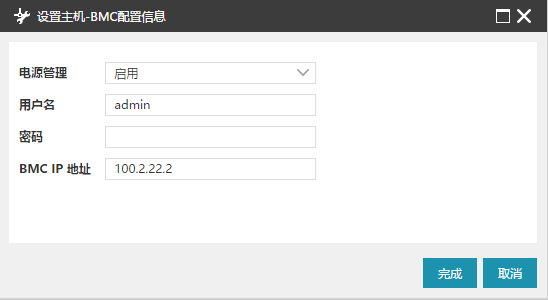 设置主机-BMC配置信息
电源管理 启用
用户名 admin
密码
BMC IP 地址 100.2.22.2
完成 取消